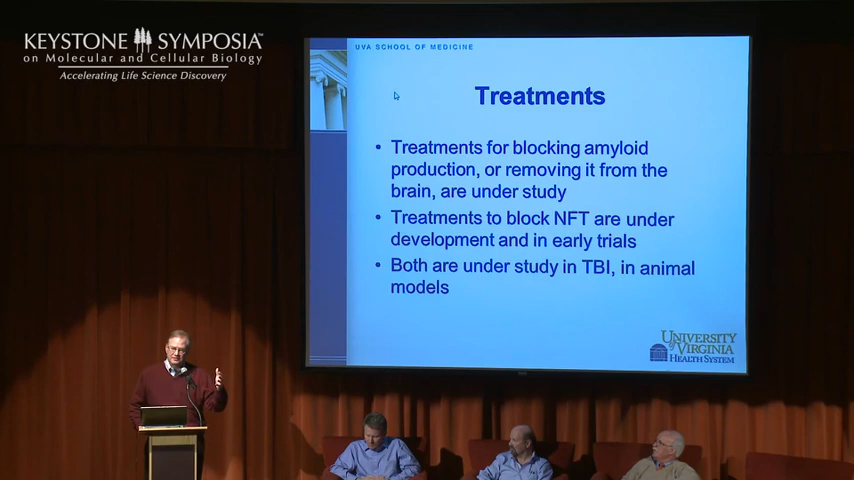 KEYSTONE SYMPOSIA™
on Molecular and Cellular Biology
Accelerating Life Science Discovery
UVA SCHOOL OF MEDICINE
Treatments
• Treatments for blocking amyloid
production, or removing it from the
brain, are under study
• Treatments to block NFT are under
development and in early trials
• Both are under study in TBI, in animal
models
UNIVERSITY
of VIRGINIA
HEALTH SYSTEM